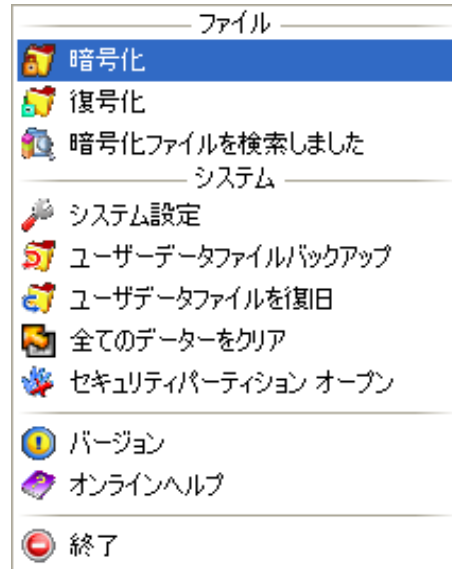 ファイル
暗号化
復号化
暗号化ファイルを検索しました
システム
システム設定
ユーザーデータファイルバックアップ
ユーザデータファイルを復旧
全てのデーターをクリア
セキュリティパーティション オープン
バージョン
オンラインヘルプ
終了